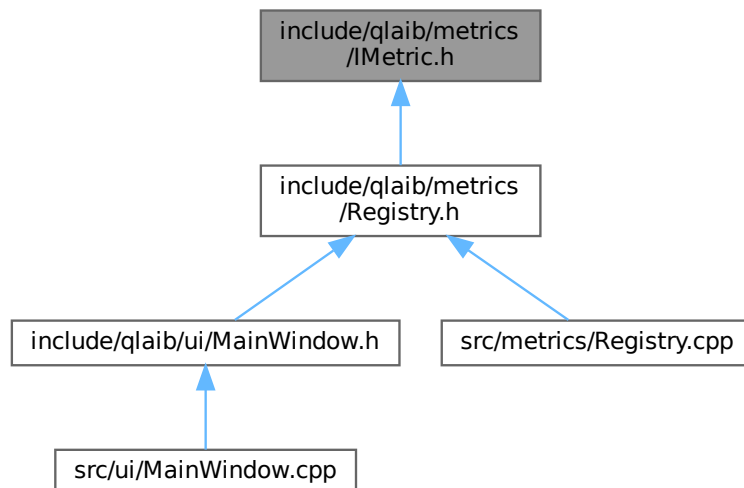 include/qlaib/metrics
/IMetric.h
include/qlaib/metrics
/Registry.h
include/qlaib/ui/MainWindow.h
src/metrics/Registry.cpp
src/ui/MainWindow.cpp